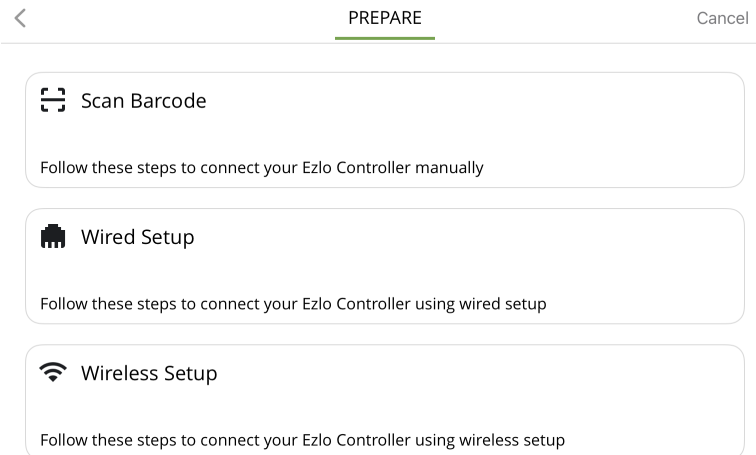 PREPARE
Cancel
Scan Barcode
Follow these steps to connect your Ezlo Controller manually
Wired Setup
Follow these steps to connect your Ezlo Controller using wired setup
Wireless Setup
Follow these steps to connect your Ezlo Controller using wireless setup